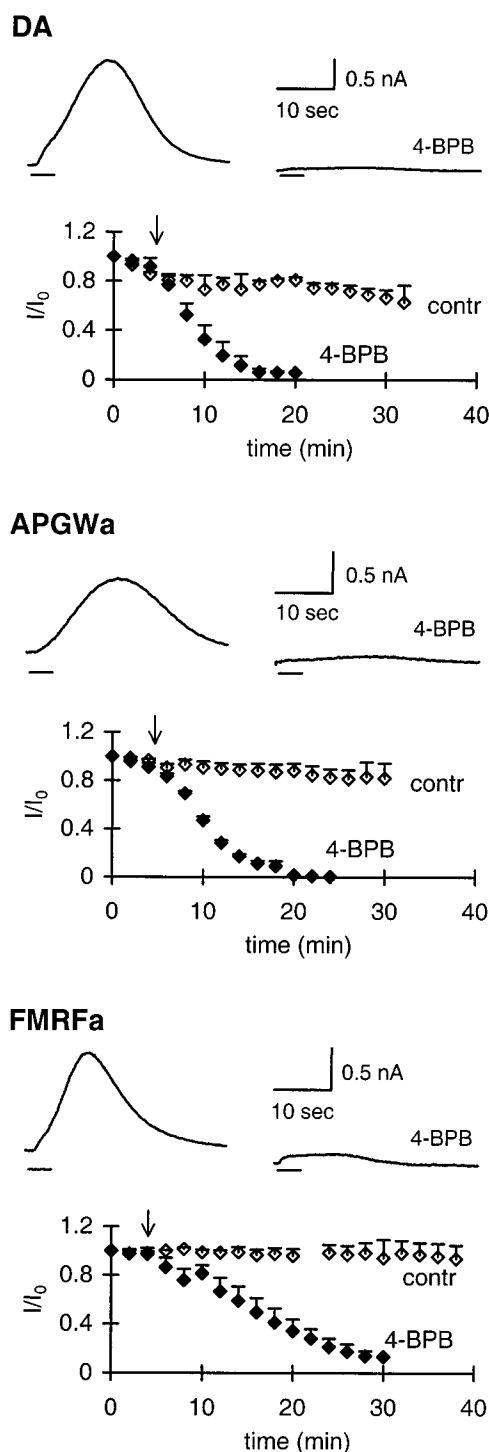 DA
0.5 nA
10 sec
4-BPB
1.2
0.8
0.4
0
I/I0
contr
4-BPB
0 10 20 30 40
time (min)
APGWa
0.5 nA
10 sec
4-BPB
1.2
0.8
0.4
0
I/I0
contr
4-BPB
0 10 20 30 40
time (min)
FMRFa
0.5 nA
10 sec
4-BPB
1.2
0.8
0.4
0
I/I0
contr
4-BPB
0 10 20 30 40
time (min)